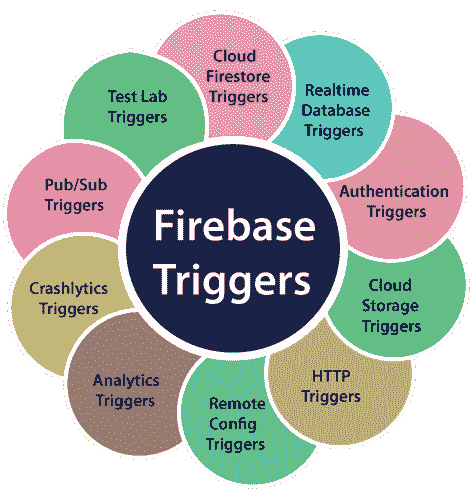 Cloud
Firestore
Triggers
Realtime
Database
Triggers
Authentication
Triggers
Cloud
Storage
Triggers
HTTP
Triggers
Remote
Config
Triggers
Analytics
Triggers
Crashlytics
Triggers
Pub/Sub
Triggers
Test Lab
Triggers
Firebase
Triggers